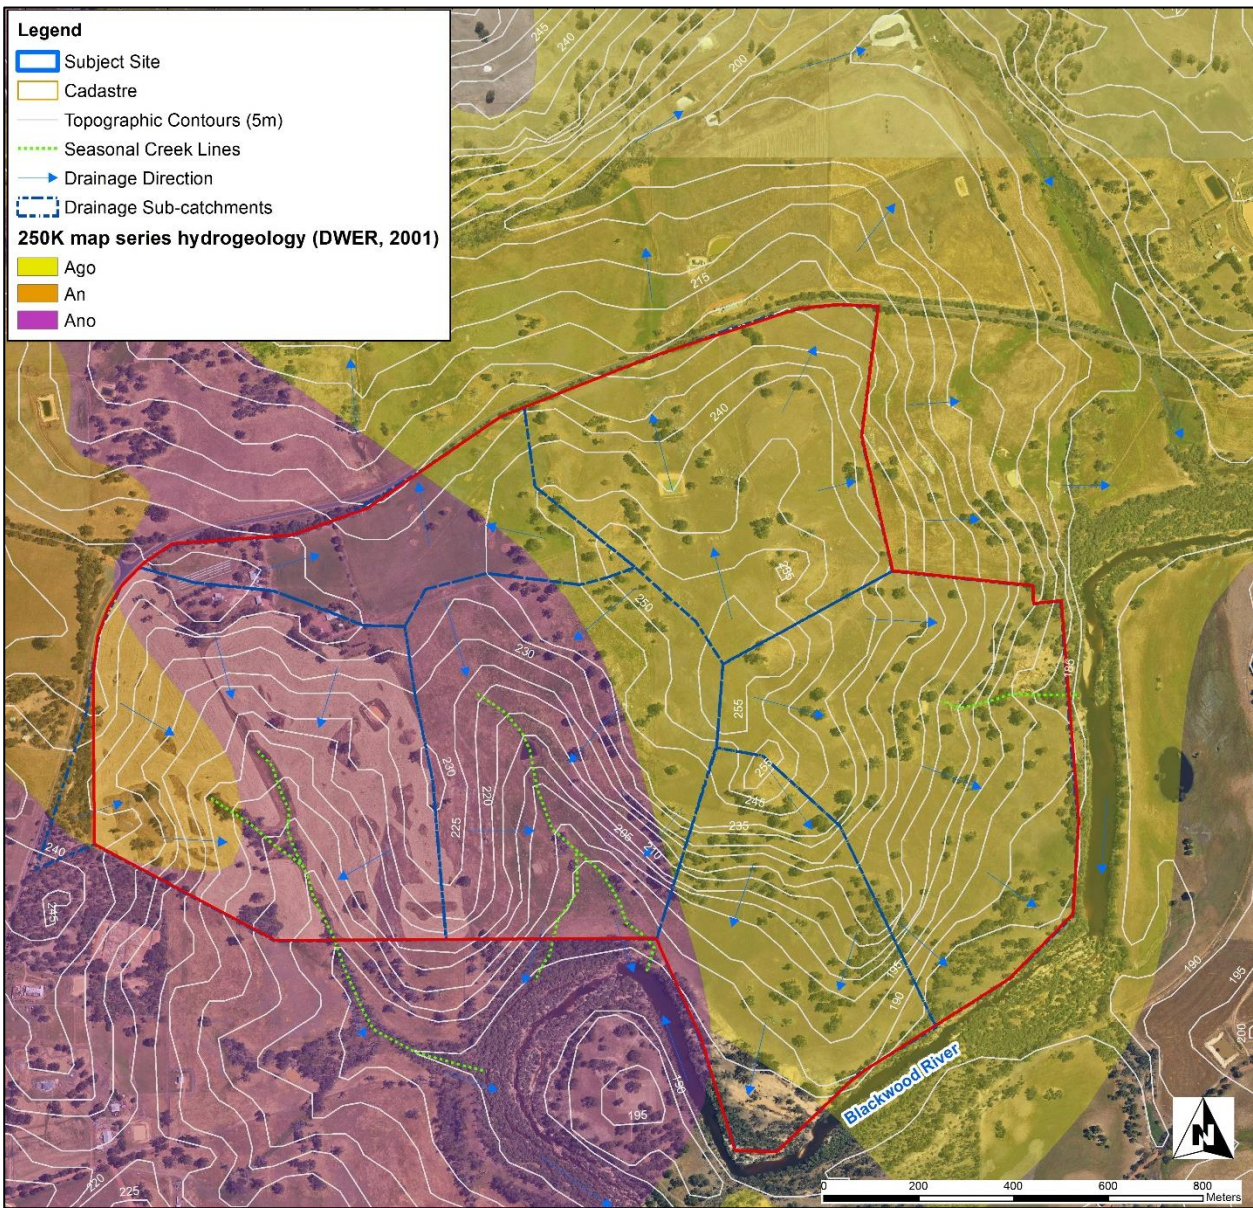 Legend
Subject Site
Cadastre
Topographic Contours (5m)
Seasonal Creek Lines
Drainage Direction
Drainage Sub-catchments
250K map series hydrogeology (DWER, 2001)
Ago
An
Ano
245
240
200
215
240
255
250
230
255
185
230
220
225
255
245
235
205
210
240
245
195
190
190
195
200
190
195
220
225
Blackwood River
N
0 200 400 600 800
Meters